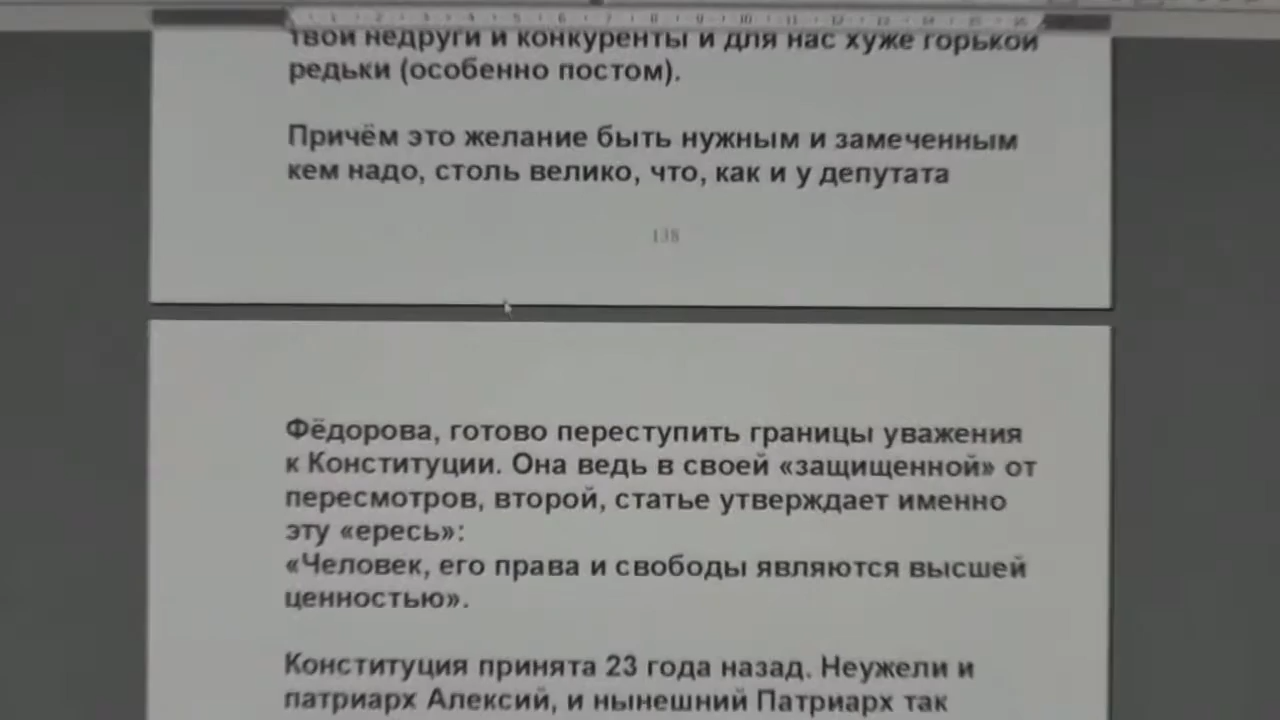 твои недруги и конкуренты и для нас хуже горькой
редьки (особенно постом).
Причём это желание быть нужным и замеченным
кем надо, столь велико, что, как и у депутата
138
Фёдорова, готово переступить границы уважения
к Конституции. Она ведь в своей «защищенной» от
пересмотров, второй, статье утверждает именно
эту «ересь»:
«Человек, его права и свободы являются высшей
ценностью».
Конституция принята 23 года назад. Неужели и
патриарх Алексий, и нынешний Патриарх так